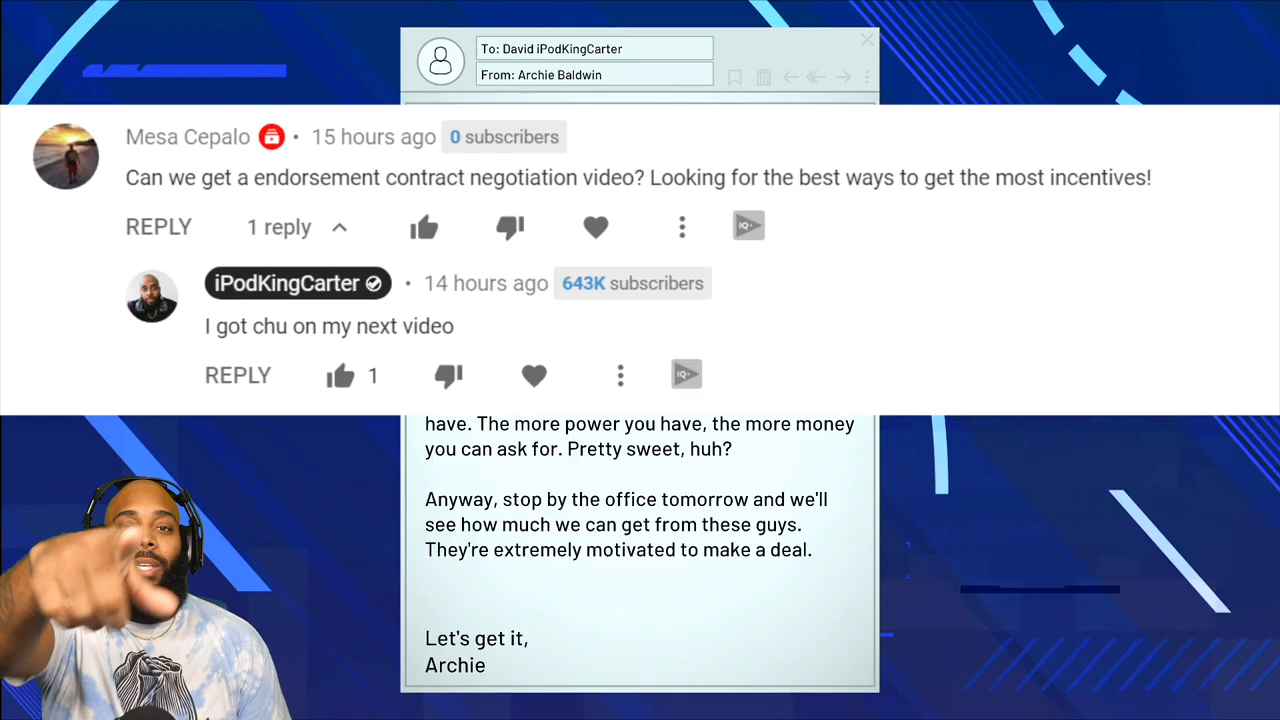 To: David iPodKingCarter
From: Archie Baldwin
Mesa Cepalo • 15 hours ago 0 subscribers
Can we get a endorsement contract negotiation video? Looking for the best ways to get the most incentives!
REPLY 1 reply
IQ+
iPodKingCarter • 14 hours ago 643K subscribers
I got chu on my next video
REPLY 1
IQ+
have. The more power you have, the more money
you can ask for. Pretty sweet, huh?
Anyway, stop by the office tomorrow and we'll
see how much we can get from these guys.
They're extremely motivated to make a deal.
Let's get it,
Archie